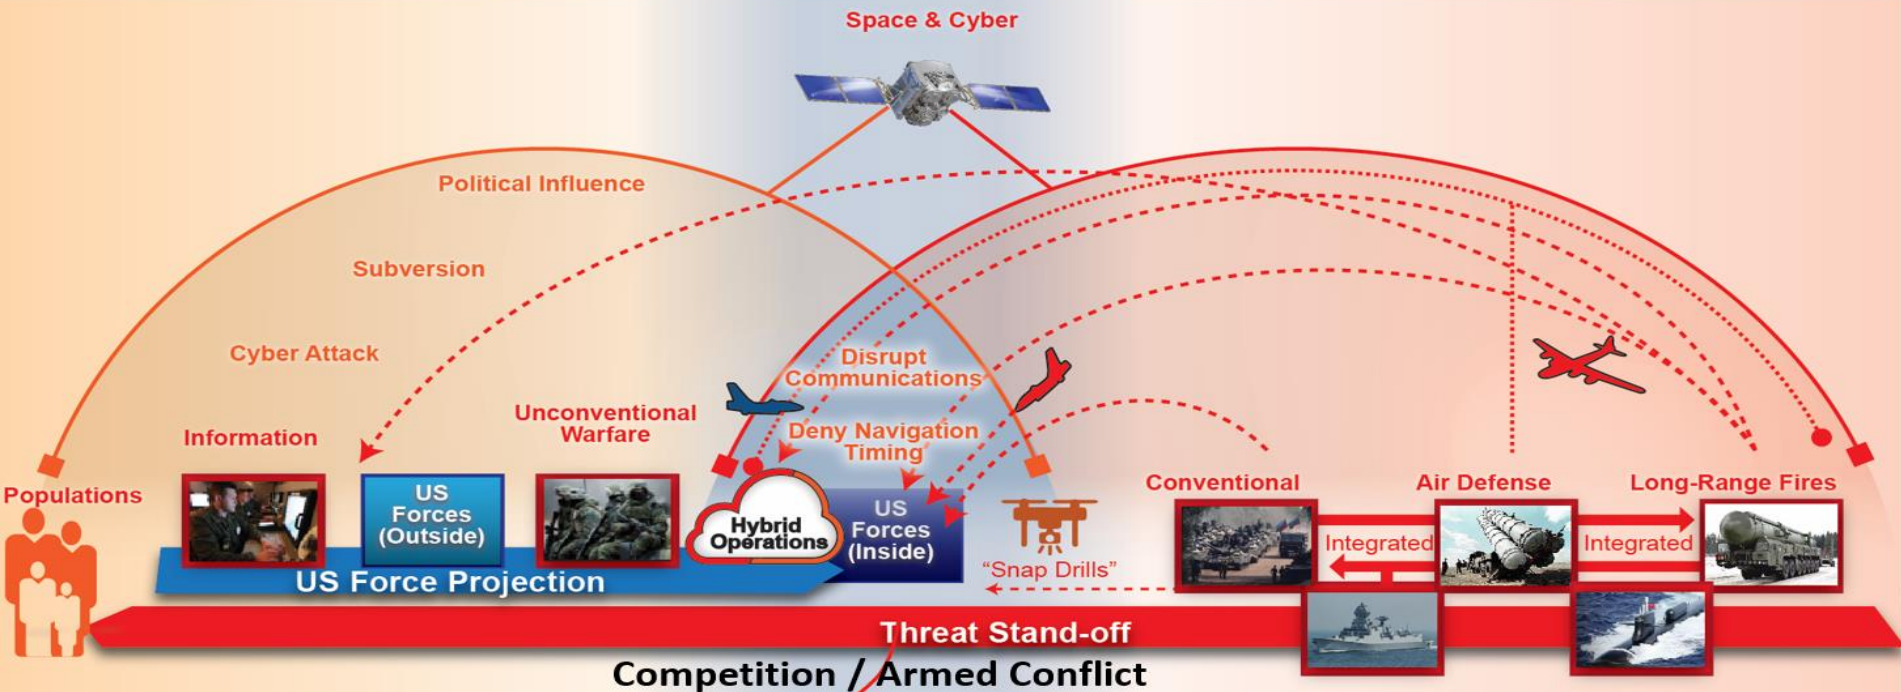 Space & Cyber
Political Influence
Subversion
Cyber Attack
Disrupt
Communications
Unconventional
Warfare
Information
Deny Navigation
Timing
Populations
US
Forces
(Outside)
Hybrid
Operations
US
Forces
(Inside)
"Snap Drills"
Conventional
Air Defense
Long-Range Fires
Integrated
Integrated
US Force Projection
Threat Stand-off
Competition / Armed Conflict